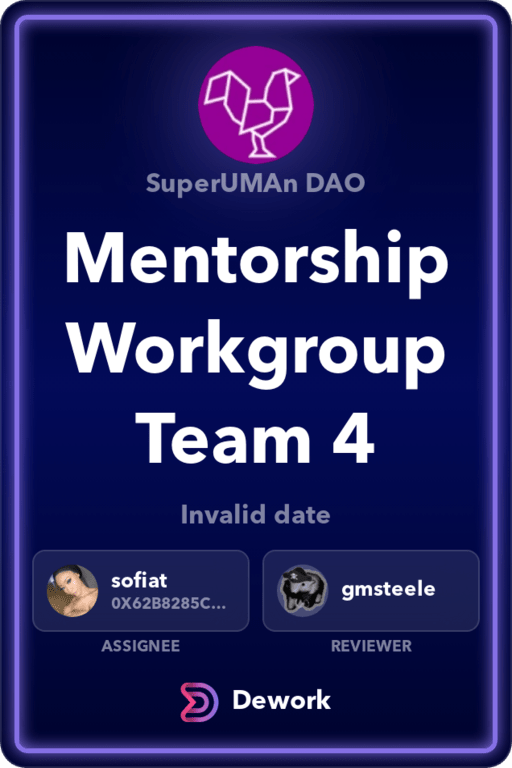 SuperUMAn DAO
Mentorship
Workgroup
Team 4
Invalid date
sofiat
0X62B8285C...
gmsteele
ASSIGNEE
REVIEWER
Dework